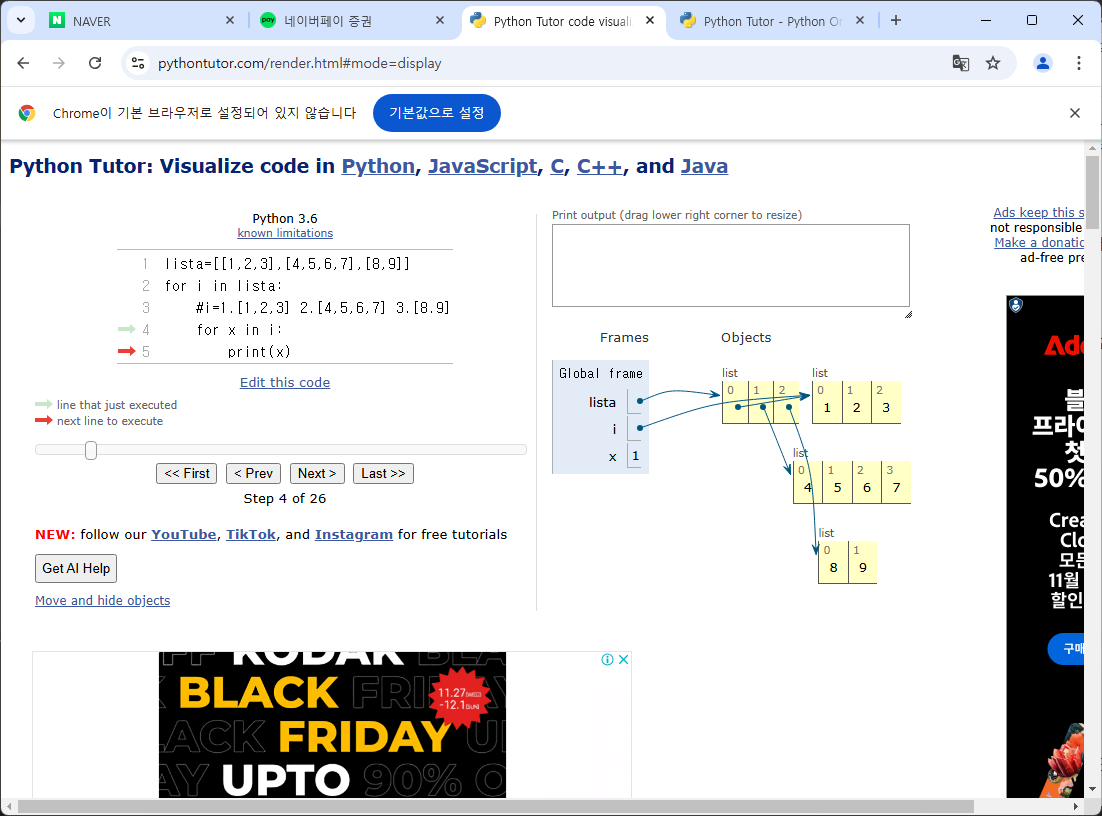 NAVER
네이버페이 증권
Python Tutor code visuali
Python Tutor - Python Or
pythontutor.com/render.html#mode=display
Chrome이 기본 브라우저로 설정되어 있지 않습니다
기본값으로 설정
Python Tutor: Visualize code in Python, JavaScript, C, C++, and Java
Python 3.6
known limitations
1 lista=[[1,2,3],[4,5,6,7],[8,9]]
2 for i in lista:
3 #i=1.[1,2,3] 2.[4,5,6,7] 3.[8.9]
4 for x in i:
5 print(x)
Edit this code
line that just executed
next line to execute
<< First < Prev Next > Last >>
Step 4 of 26
NEW: follow our YouTube, TikTok, and Instagram for free tutorials
Get AI Help
Move and hide objects
Print output (drag lower right corner to resize)
Frames Objects
Global frame
lista
i
x 1
list
0 1 2
list
0 1 2
1 2 3
list
0 1 2 3
4 5 6 7
list
0 1
8 9
Ads keep this s
not responsible
Make a donatio
ad-free pre
Ado
블
프라이
첫
50%
Crea
Clo
모든
11월
할인
구매
KODAK
BLACK FRIDAY
11.27(WED)
-12.1(SUN)
BLACK FRIDAY
UPTO 90% O